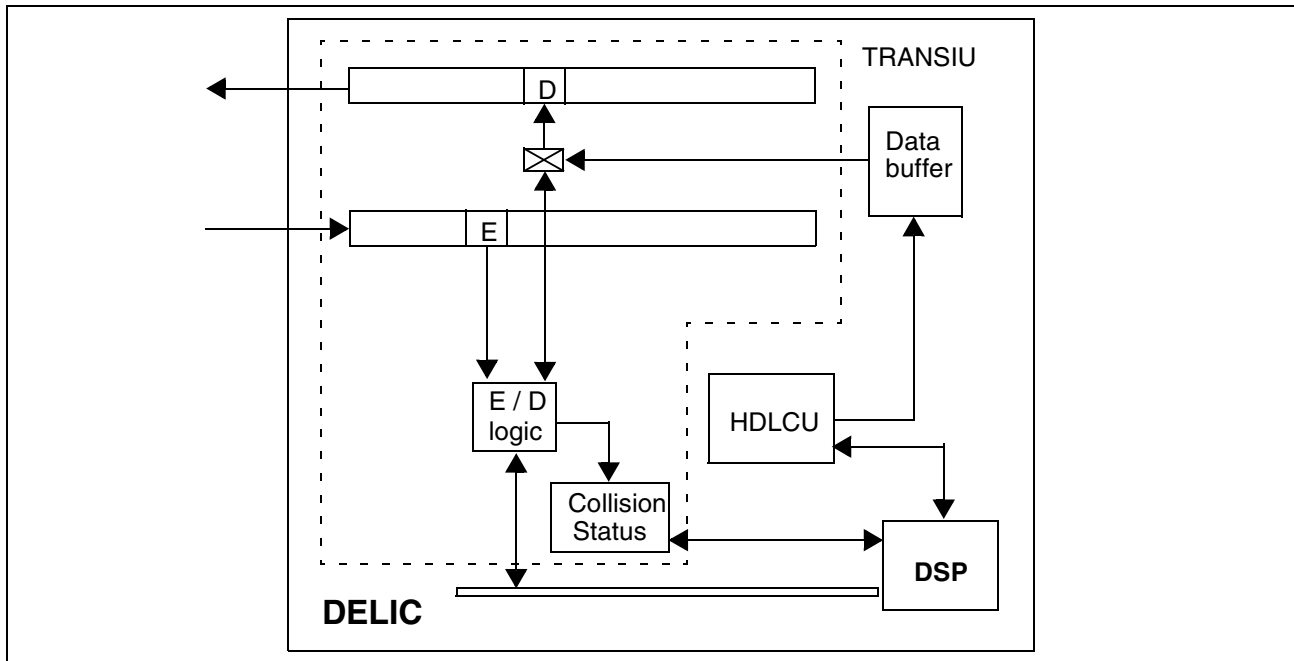 TRANSIU
D
Data
buffer
E
E / D
logic
HDLCU
Collision
Status
DSP
DELIC